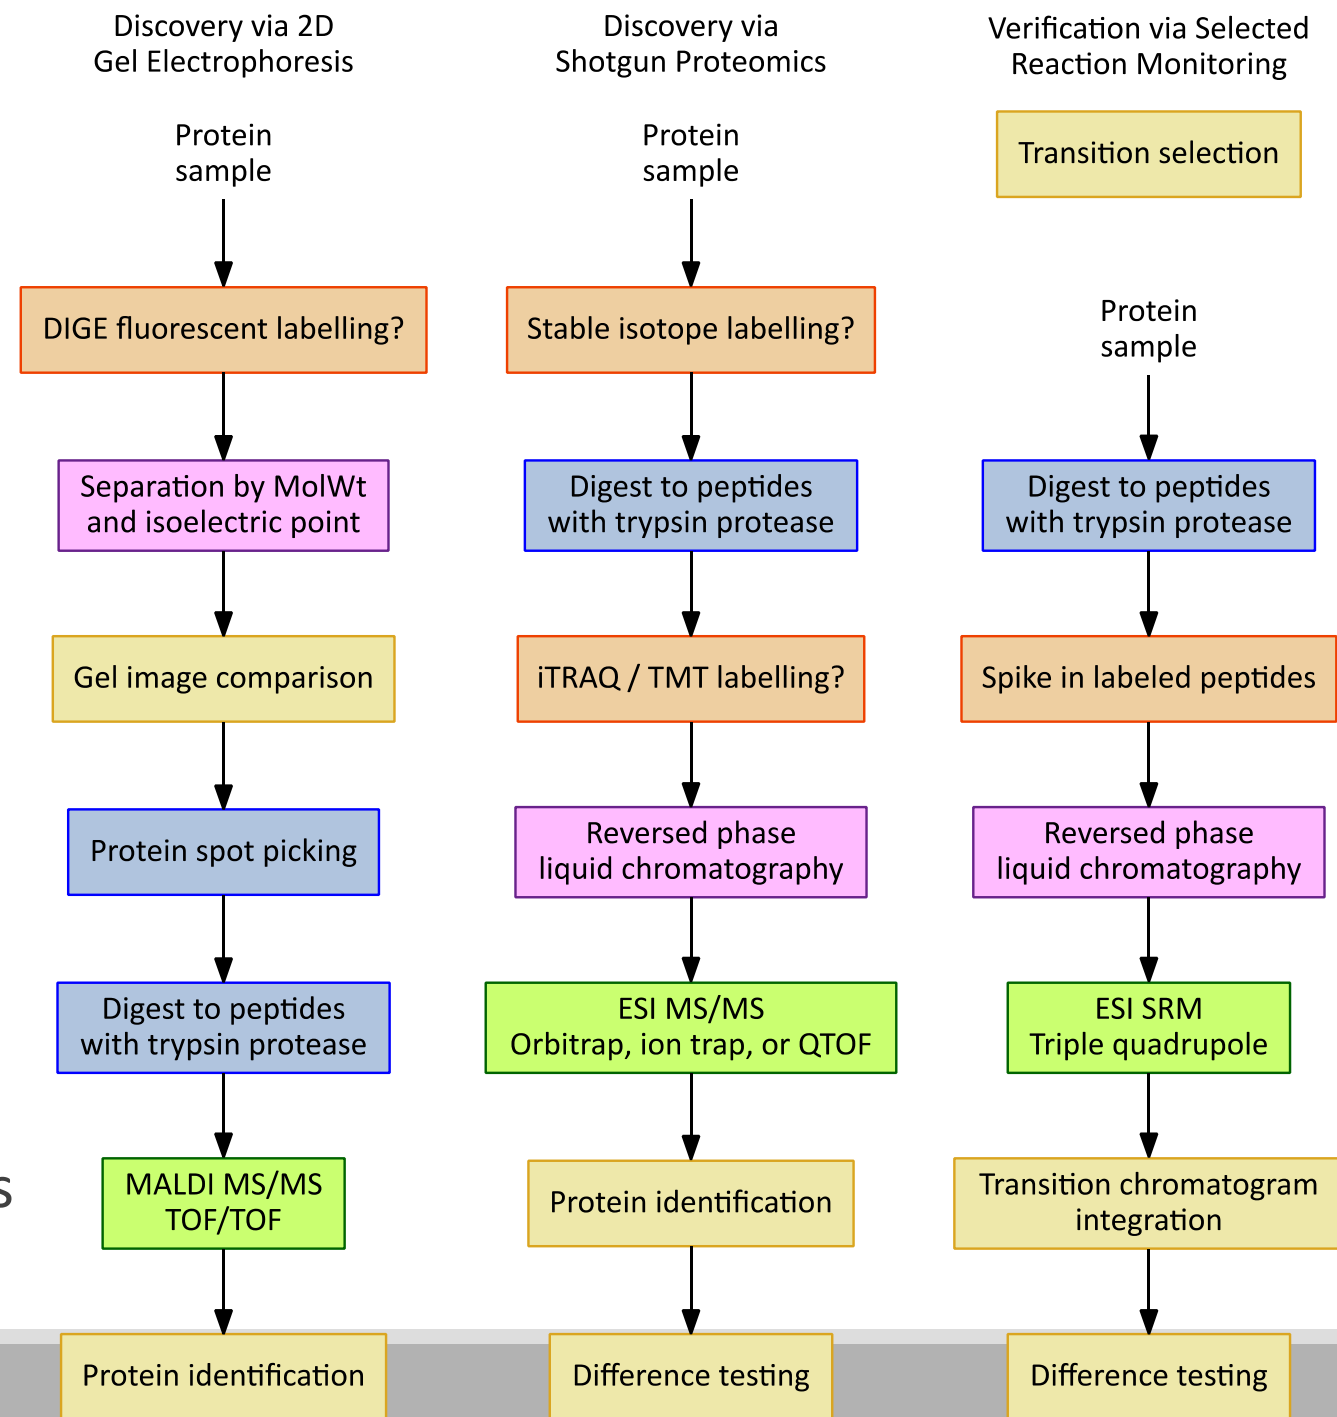 Discovery via 2D
Gel Electrophoresis
Protein
sample
DIGE fluorescent labelling?
Separation by MolWt
and isoelectric point
Gel image comparison
Protein spot picking
Digest to peptides
with trypsin protease
MALDI MS/MS
TOF/TOF
Protein identification
Discovery via
Shotgun Proteomics
Protein
sample
Stable isotope labelling?
Digest to peptides
with trypsin protease
iTRAQ / TMT labelling?
Reversed phase
liquid chromatography
ESI MS/MS
Orbitrap, ion trap, or QTOF
Protein identification
Difference testing
Verification via Selected
Reaction Monitoring
Transition selection
Protein
sample
Digest to peptides
with trypsin protease
Spike in labeled peptides
Reversed phase
liquid chromatography
ESI SRM
Triple quadrupole
Transition chromatogram
integration
Difference testing